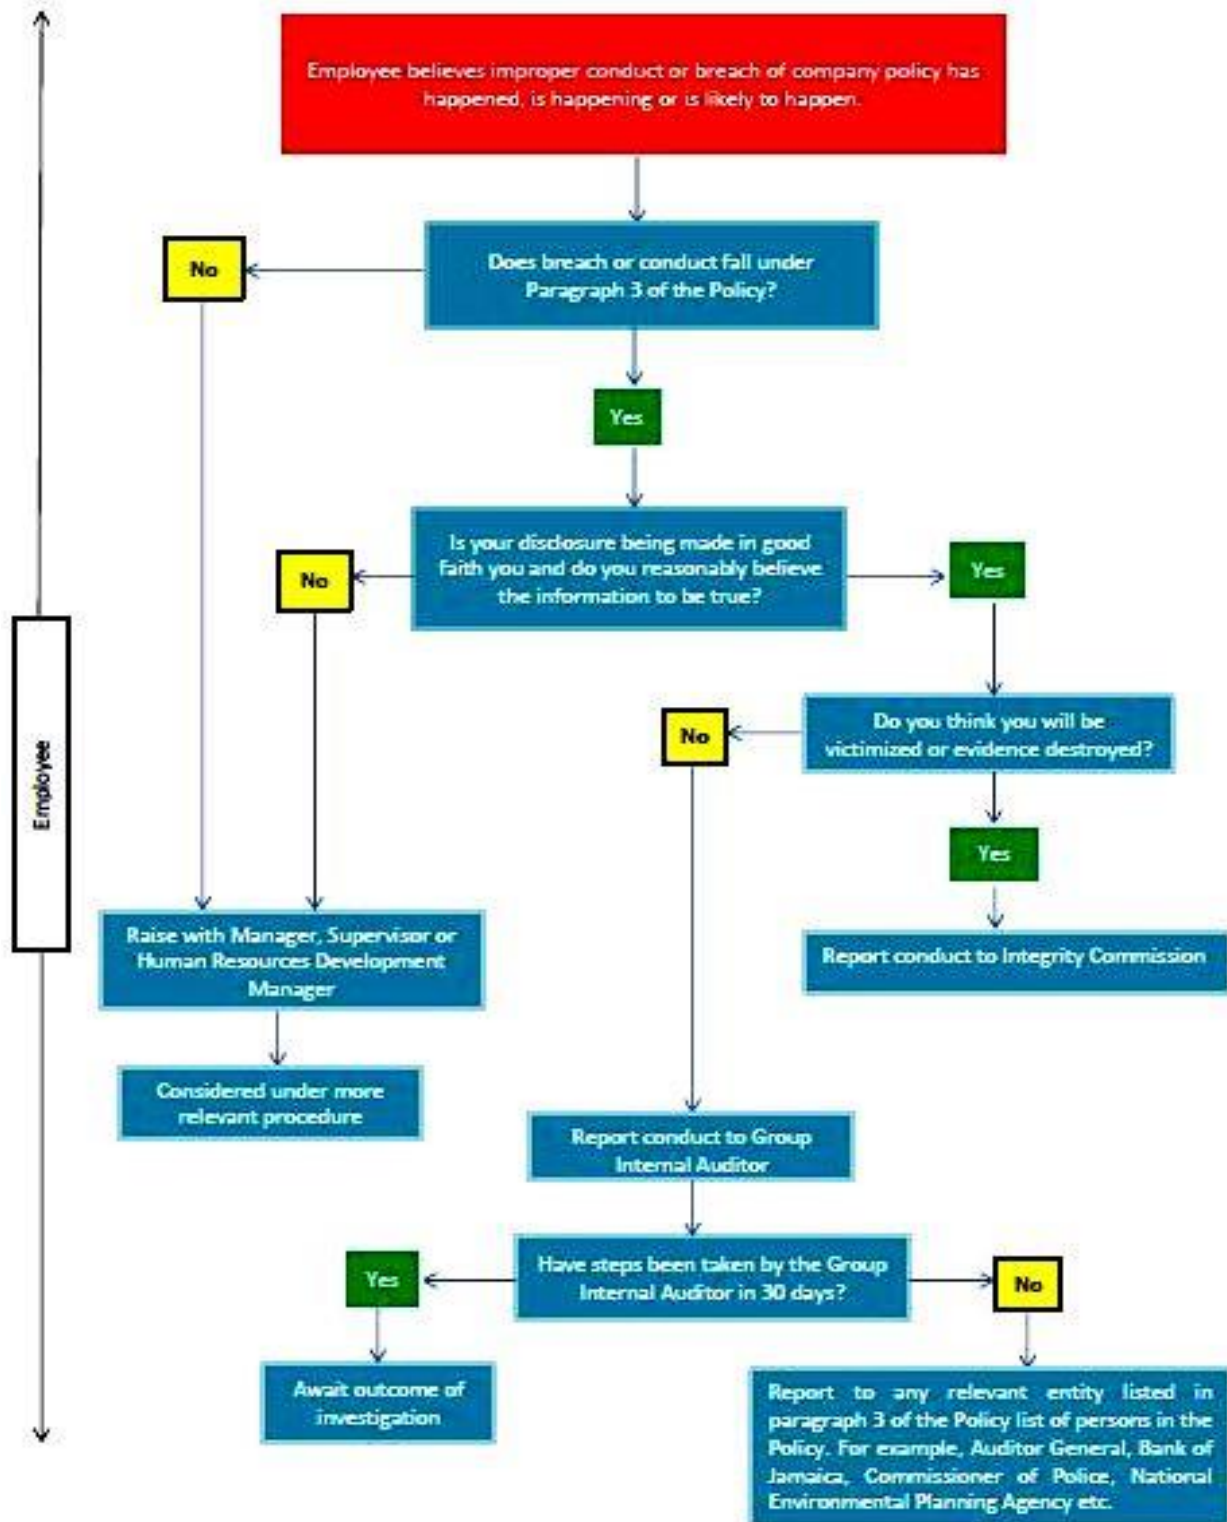 Employee believes improper conduct or breach of company policy has
happened, is happening or is likely to happen.
Does breach or conduct fall under
Paragraph 3 of the Policy?
No
Yes
Is your disclosure being made in good
faith you and do you reasonably believe
the information to be true?
No
Yes
Do you think you will be
victimized or evidence destroyed?
No
Yes
Employee
Raise with Manager, Supervisor or
Human Resources Development
Manager
Report conduct to Integrity Commission
Considered under more
relevant procedure
Report conduct to Group
Internal Auditor
Have steps been taken by the Group
Internal Auditor in 30 days?
Yes
No
Await outcome of
investigation
Report to any relevant entity listed in
paragraph 3 of the Policy list of persons in the
Policy. For example, Auditor General, Bank of
Jamaica, Commissioner of Police, National
Environmental Planning Agency etc.